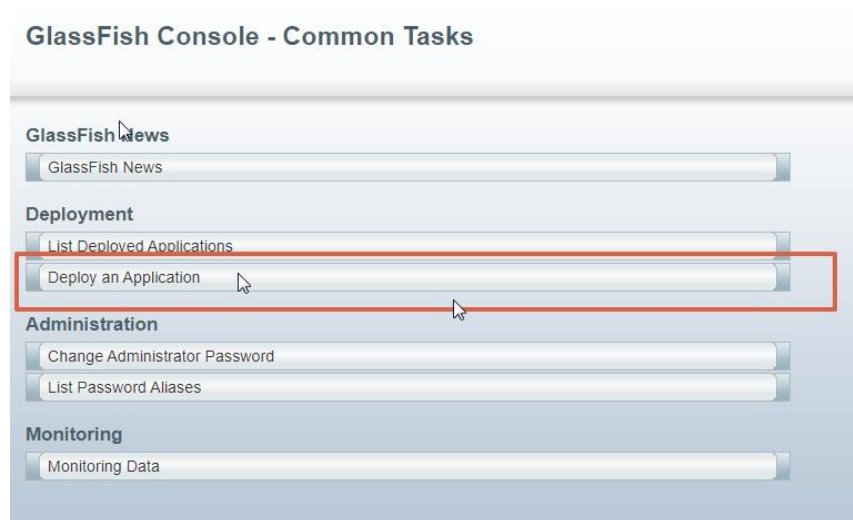 GlassFish Console - Common Tasks
GlassFish News
GlassFish News
Deployment
List Deployed Applications
Deploy an Application
Administration
Change Administrator Password
List Password Aliases
Monitoring
Monitoring Data